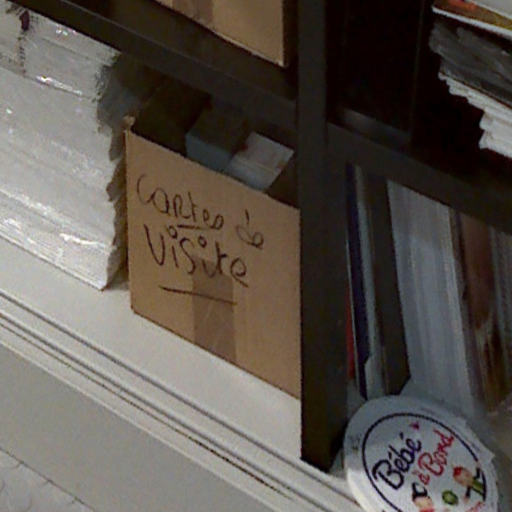 Cartes de
Visite
Bébé
à Bord